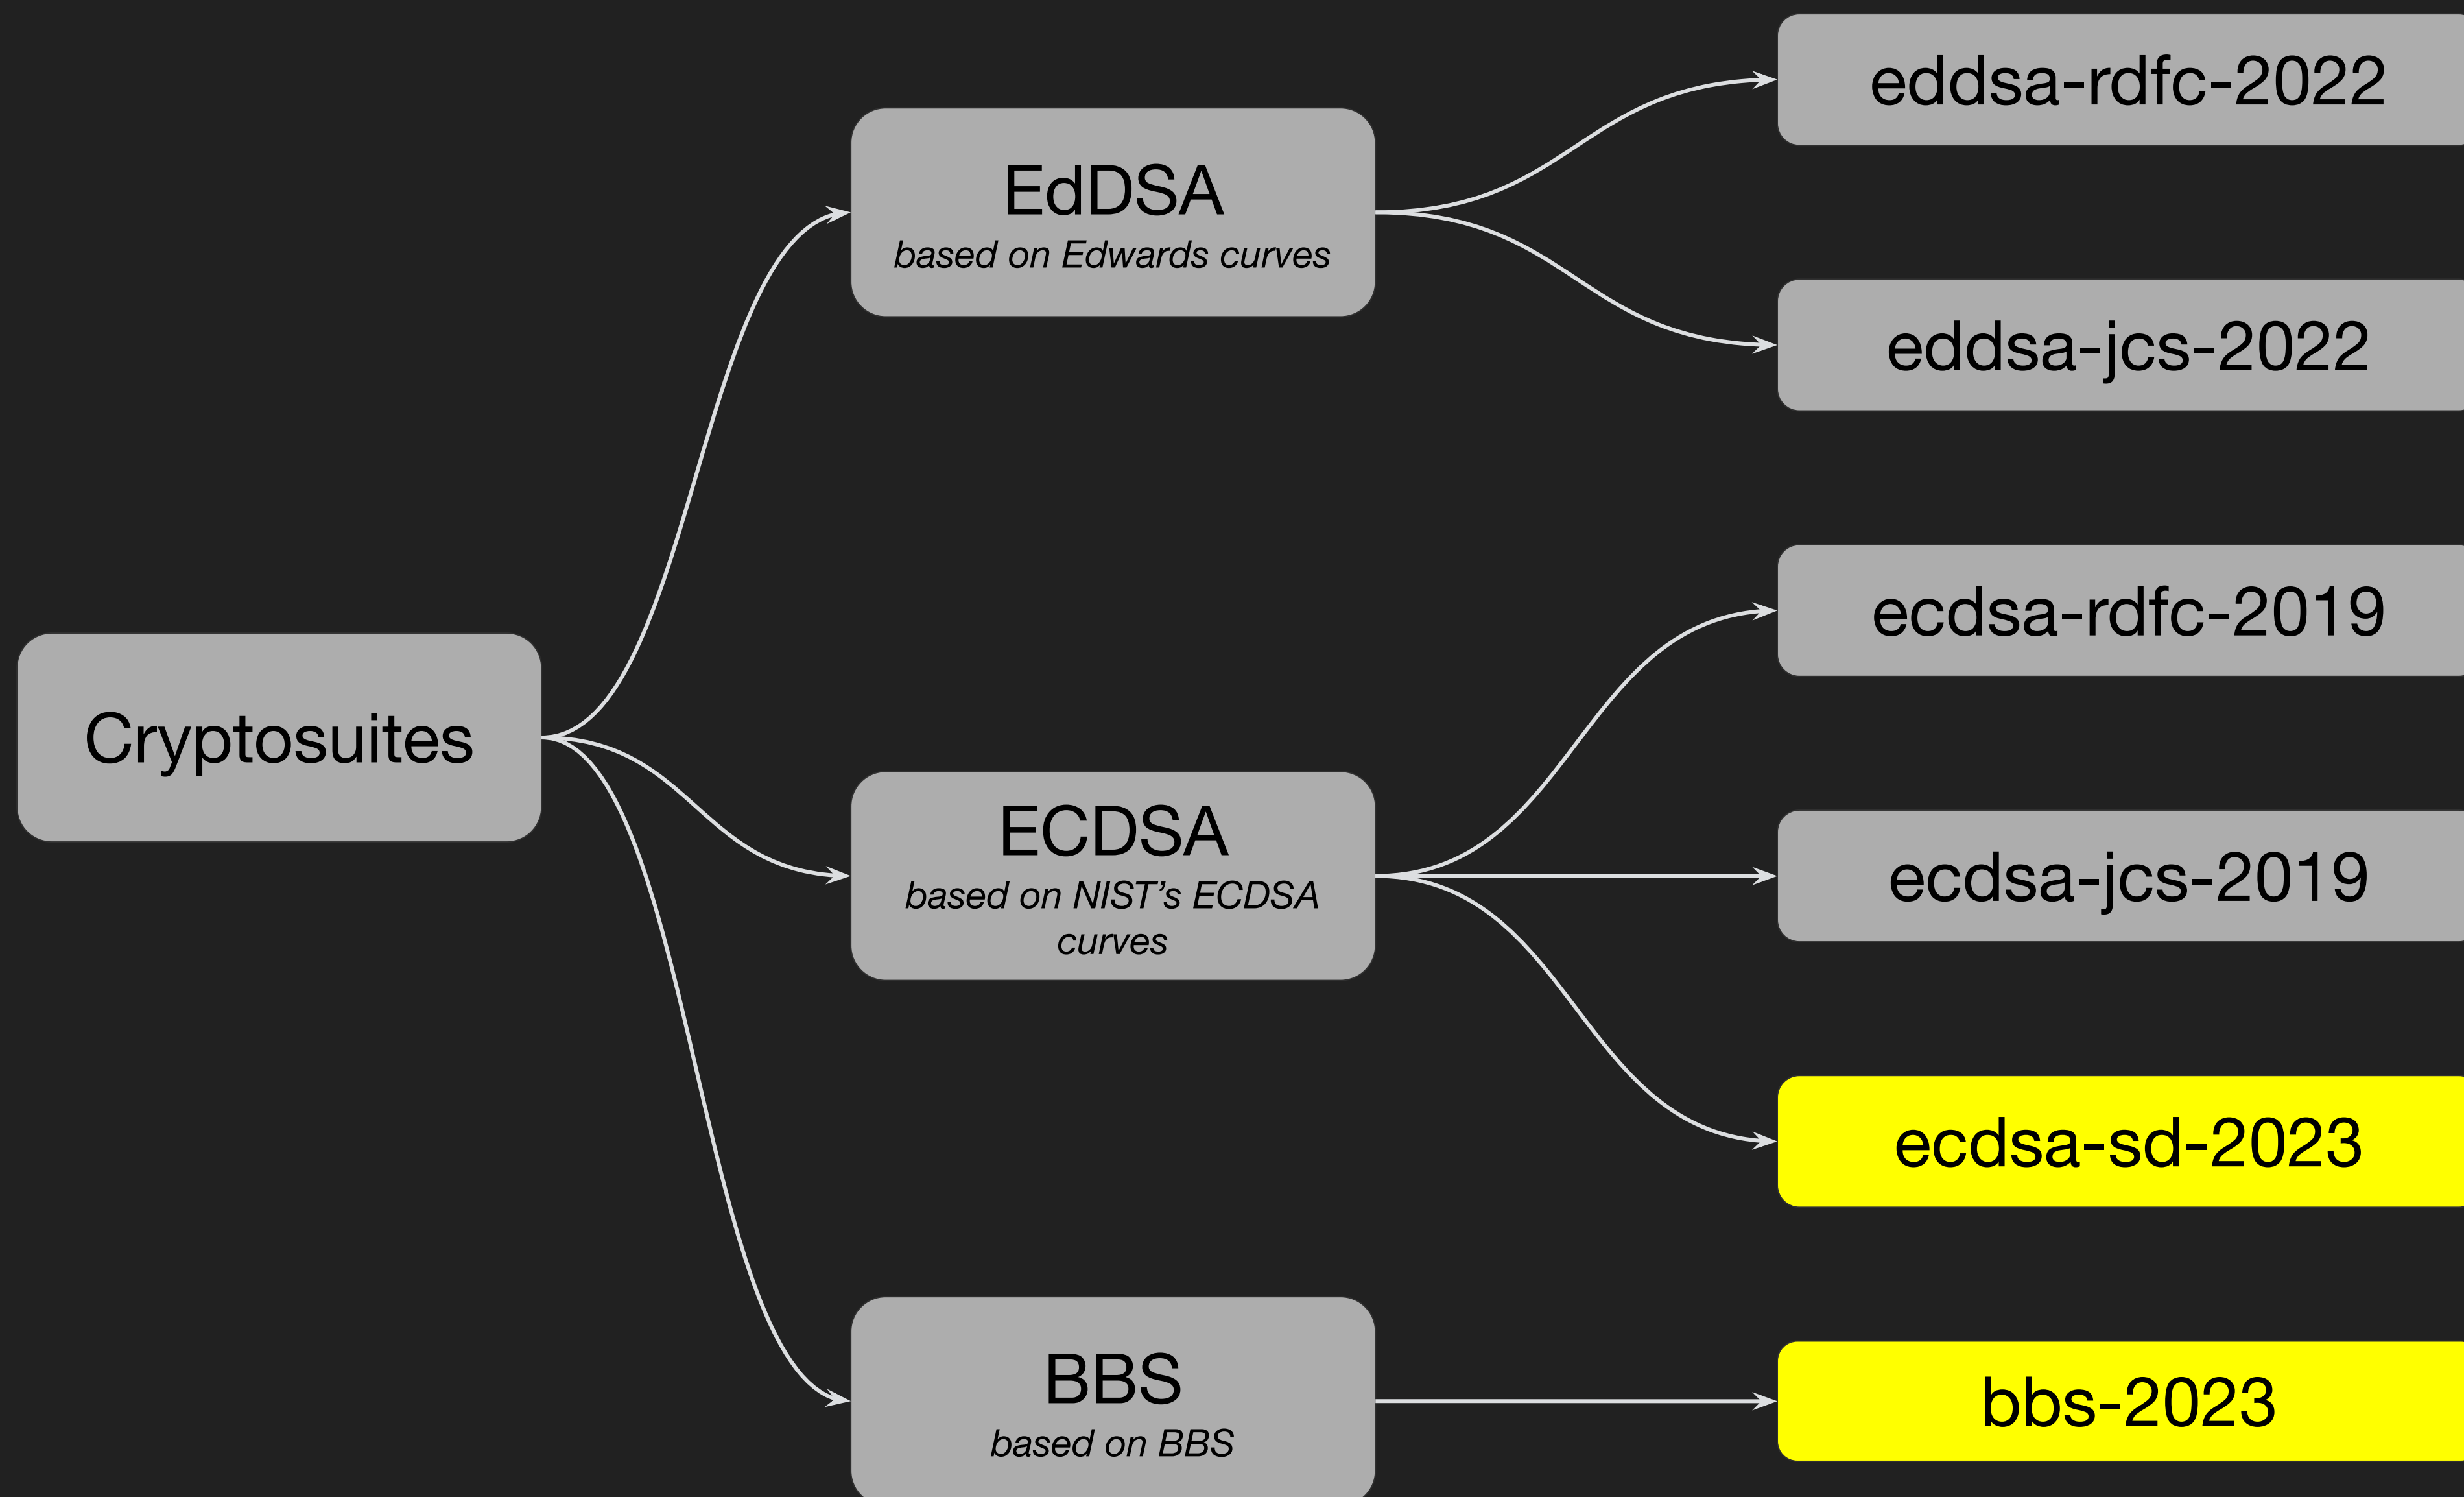 Cryptosuites
EdDSA
based on Edwards curves
eddsa-rdfc-2022
eddsa-jcs-2022
ECDSA
based on NIST’s ECDSA
curves
ecdsa-rdfc-2019
ecdsa-jcs-2019
ecdsa-sd-2023
BBS
based on BBS
bbs-2023